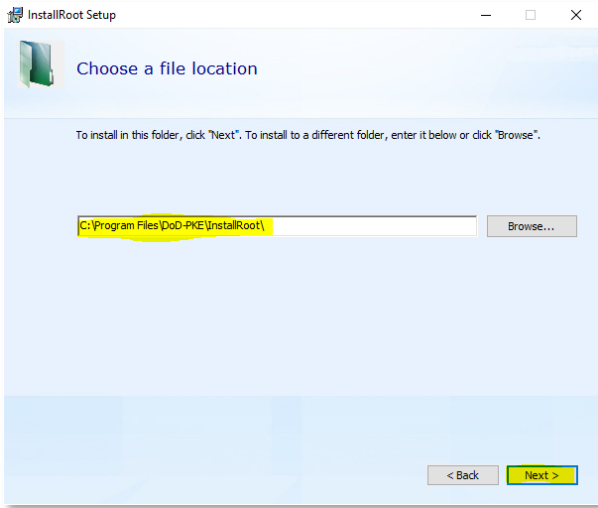 InstallRoot Setup
Choose a file location
To install in this folder, click "Next". To install to a different folder, enter it below or click "Browse".
C:\Program Files\DoD-PKE\InstallRoot\
Browse...
< Back
Next >